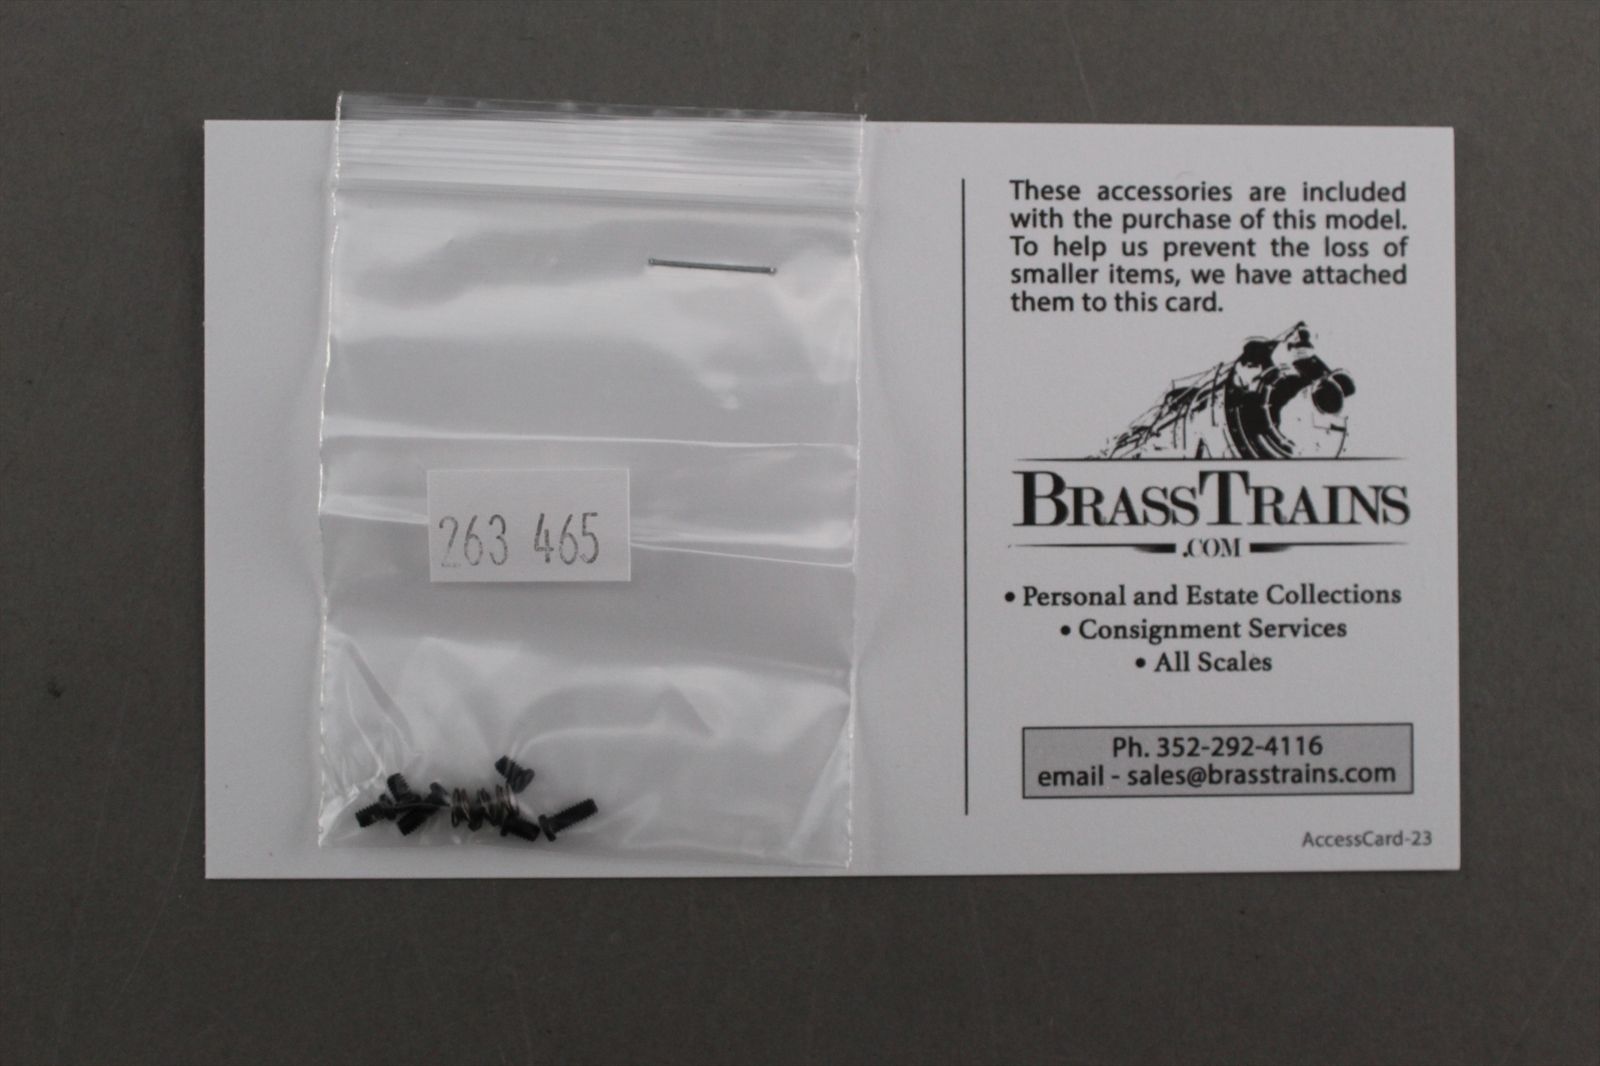 263 465
These accessories are included
with the purchase of this model.
To help us prevent the loss of
smaller items, we have attached
them to this card.
BRASSTRAINS
.COM
• Personal and Estate Collections
• Consignment Services
• All Scales
Ph. 352-292-4116
email - sales@brasstrains.com
AccessCard-23